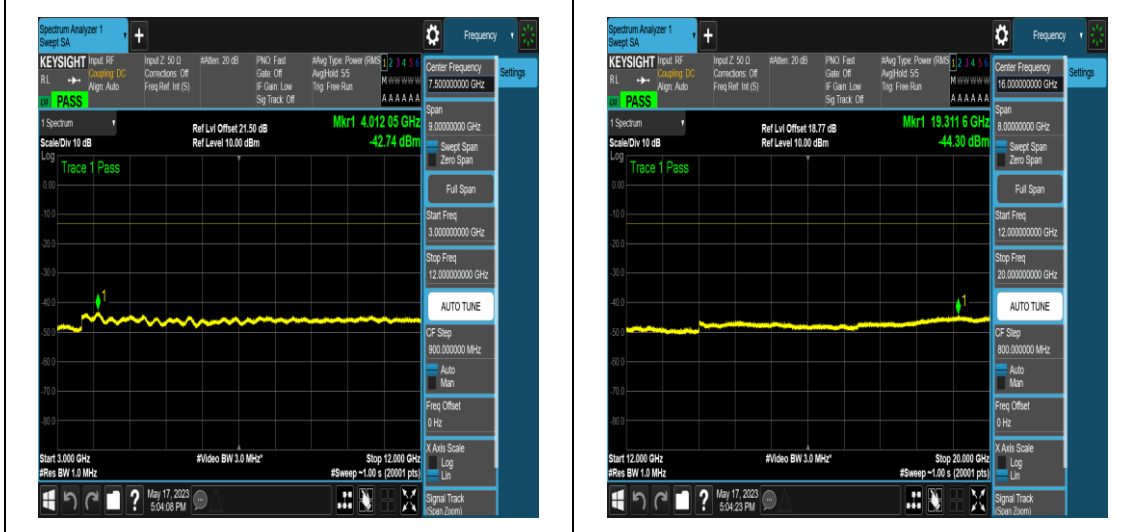 Spectrum Analyzer 1
Swept SA
Frequency
KEYSIGHT
RL
PASS
Input: RF
Coupling: DC
Align: Auto
Input Z: 50 Ω
Corrections: Off
Freq Ref: Int (S)
#Atten: 20 dB
PNO: Fast
Gate: Off
IF Gain: Low
Sig Track: Off
#Avg Type: Power (RMS
Avg|Hold: 5/5
Trig: Free Run
1 2 3 4 5 6
M W W W W W
A A A A A A
Center Frequency
7.500000000 GHz
Settings
1 Spectrum
Scale/Div 10 dB
Log
Ref Lvl Offset 21.50 dB
Ref Level 10.00 dBm
Mkr1 4.012 05 GHz
-42.74 dBm
Span
9.00000000 GHz
Swept Span
Zero Span
Trace 1 Pass
Full Span
0.00
-10.0
-20.0
-30.0
-40.0
-50.0
-60.0
-70.0
-80.0
1
Start Freq
3.000000000 GHz
Stop Freq
12.000000000 GHz
AUTO TUNE
CF Step
900.000000 MHz
Auto
Man
Freq Offset
0 Hz
X Axis Scale
Log
Lin
Signal Track
(Span Zoom)
Start 3.000 GHz
#Res BW 1.0 MHz
#Video BW 3.0 MHz*
Stop 12.000 GHz
#Sweep ~1.00 s (20001 pts)
?
May 17, 2023
5:04:08 PM
Spectrum Analyzer 1
Swept SA
Frequency
KEYSIGHT
RL
PASS
Input: RF
Coupling: DC
Align: Auto
Input Z: 50 Ω
Corrections: Off
Freq Ref: Int (S)
#Atten: 20 dB
PNO: Fast
Gate: Off
IF Gain: Low
Sig Track: Off
#Avg Type: Power (RMS
Avg|Hold: 5/5
Trig: Free Run
1 2 3 4 5 6
M W W W W W
A A A A A A
Center Frequency
16.000000000 GHz
Settings
1 Spectrum
Scale/Div 10 dB
Log
Ref Lvl Offset 18.77 dB
Ref Level 10.00 dBm
Mkr1 19.311 6 GHz
-44.30 dBm
Span
8.00000000 GHz
Swept Span
Zero Span
Trace 1 Pass
Full Span
0.00
-10.0
-20.0
-30.0
-40.0
-50.0
-60.0
-70.0
-80.0
1
Start Freq
12.000000000 GHz
Stop Freq
20.000000000 GHz
AUTO TUNE
CF Step
800.000000 MHz
Auto
Man
Freq Offset
0 Hz
X Axis Scale
Log
Lin
Signal Track
(Span Zoom)
Start 12.000 GHz
#Res BW 1.0 MHz
#Video BW 3.0 MHz*
Stop 20.000 GHz
#Sweep ~1.00 s (20001 pts)
?
May 17, 2023
5:04:23 PM